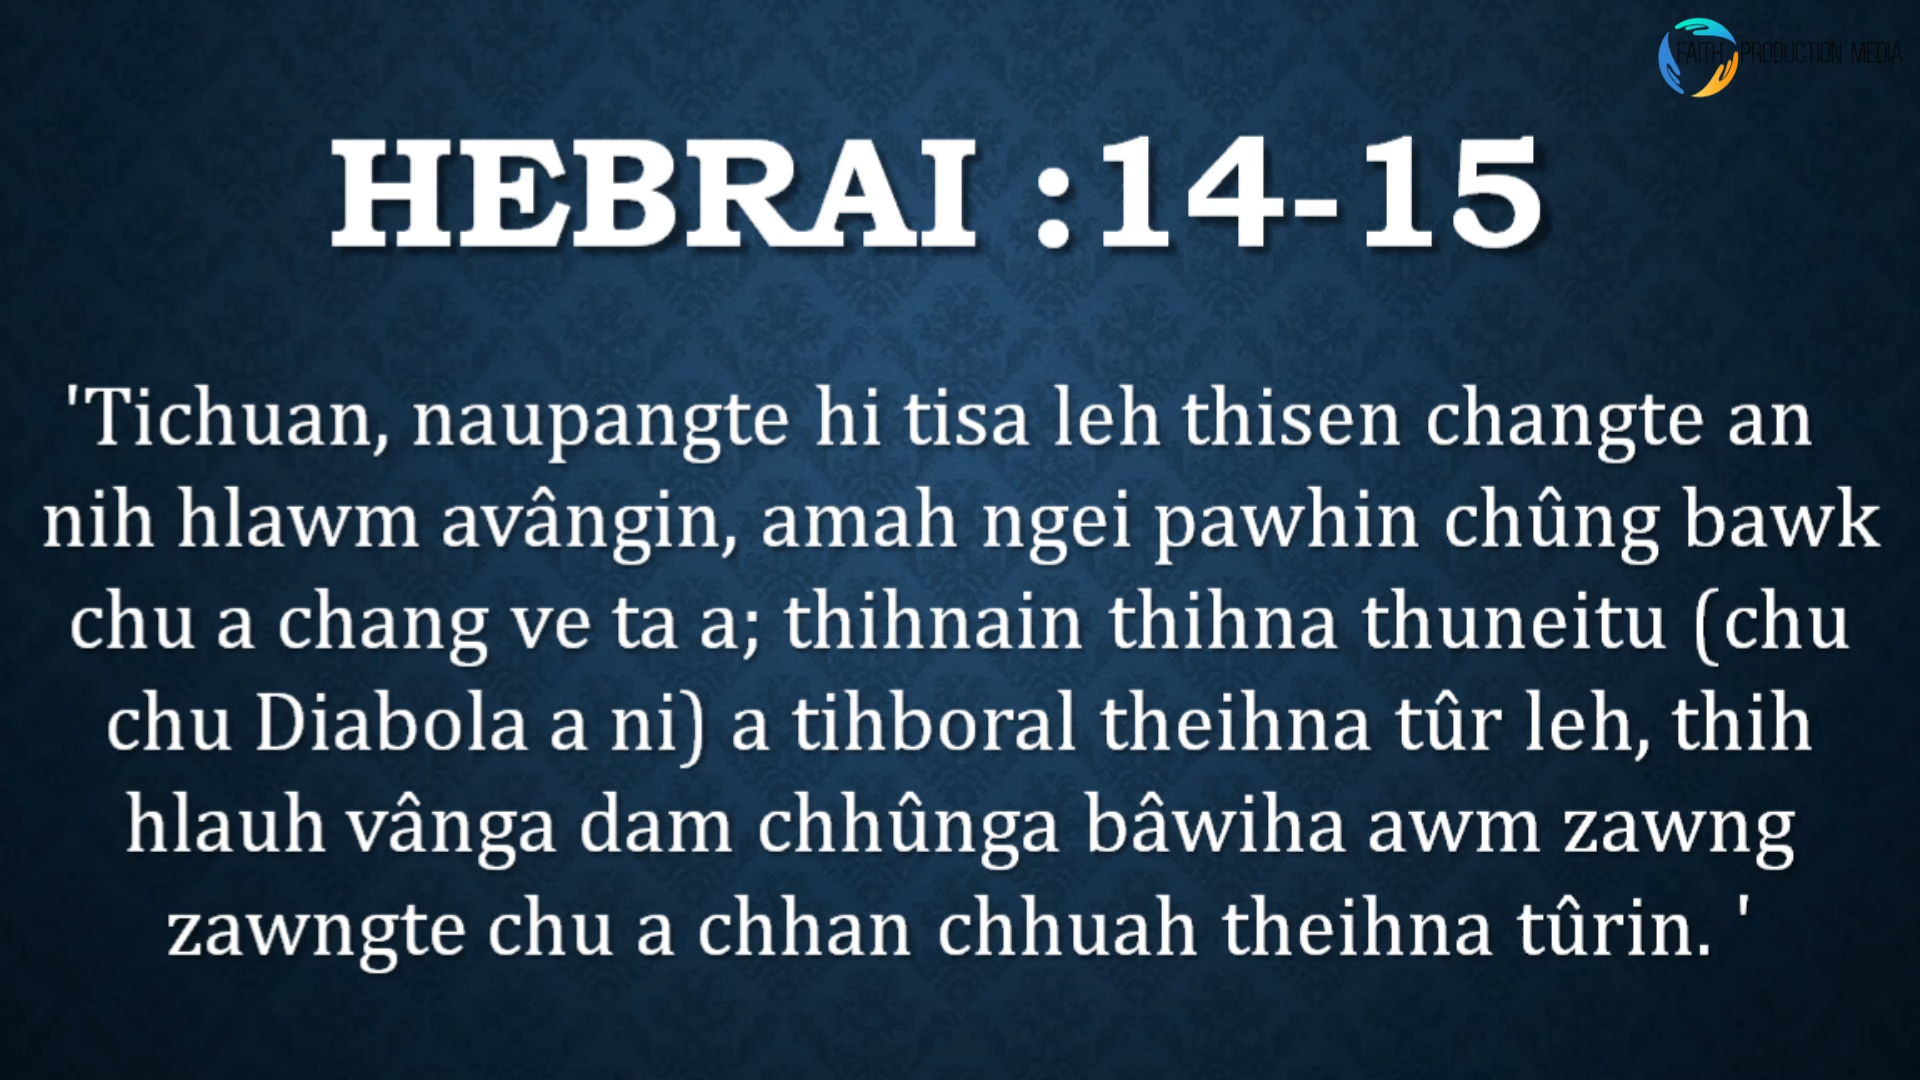 FAITH PRODUCTION MEDIA
HEBRAI :14-15
'Tichuan, naupangte hi tisa leh thisen changte an
nih hlawm avângin, amah ngei pawhin chûng bawk
chu a chang ve ta a; thihnain thihna thuneitu (chu
chu Diabola a ni) a tihboral theihna tûr leh, thih
hlauh vânga dam chhûnga bâwiha awm zawng
zawngte chu a chhan chhuah theihna tûrin. '